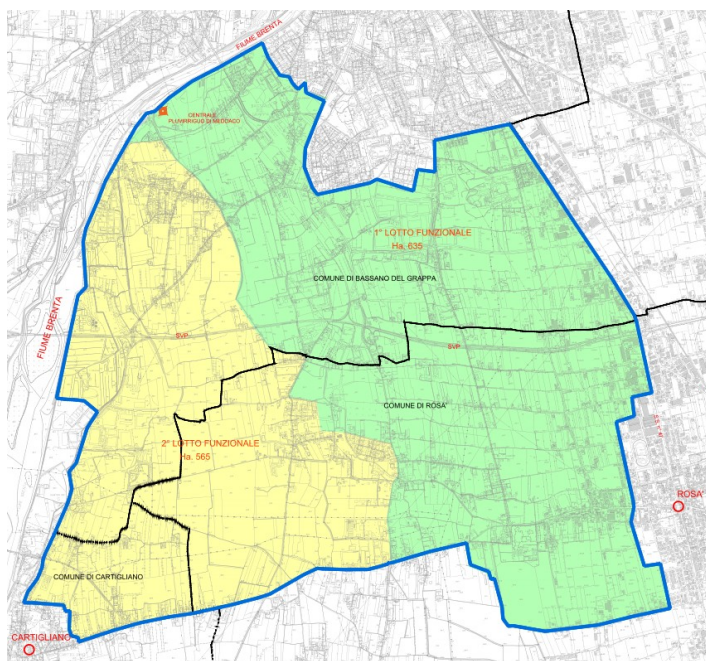 FIUME BRENTA
CENTRALE
PLUVIRRIGUO DI MEDOACO
1° LOTTO FUNZIONALE
Ha. 635
COMUNE DI BASSANO DEL GRAPPA
FIUME BRENTA
SVP
SVP
COMUNE DI ROSA'
2° LOTTO FUNZIONALE
Ha. 565
ROSA'
COMUNE DI CARTIGLIANO
CARTIGLIANO